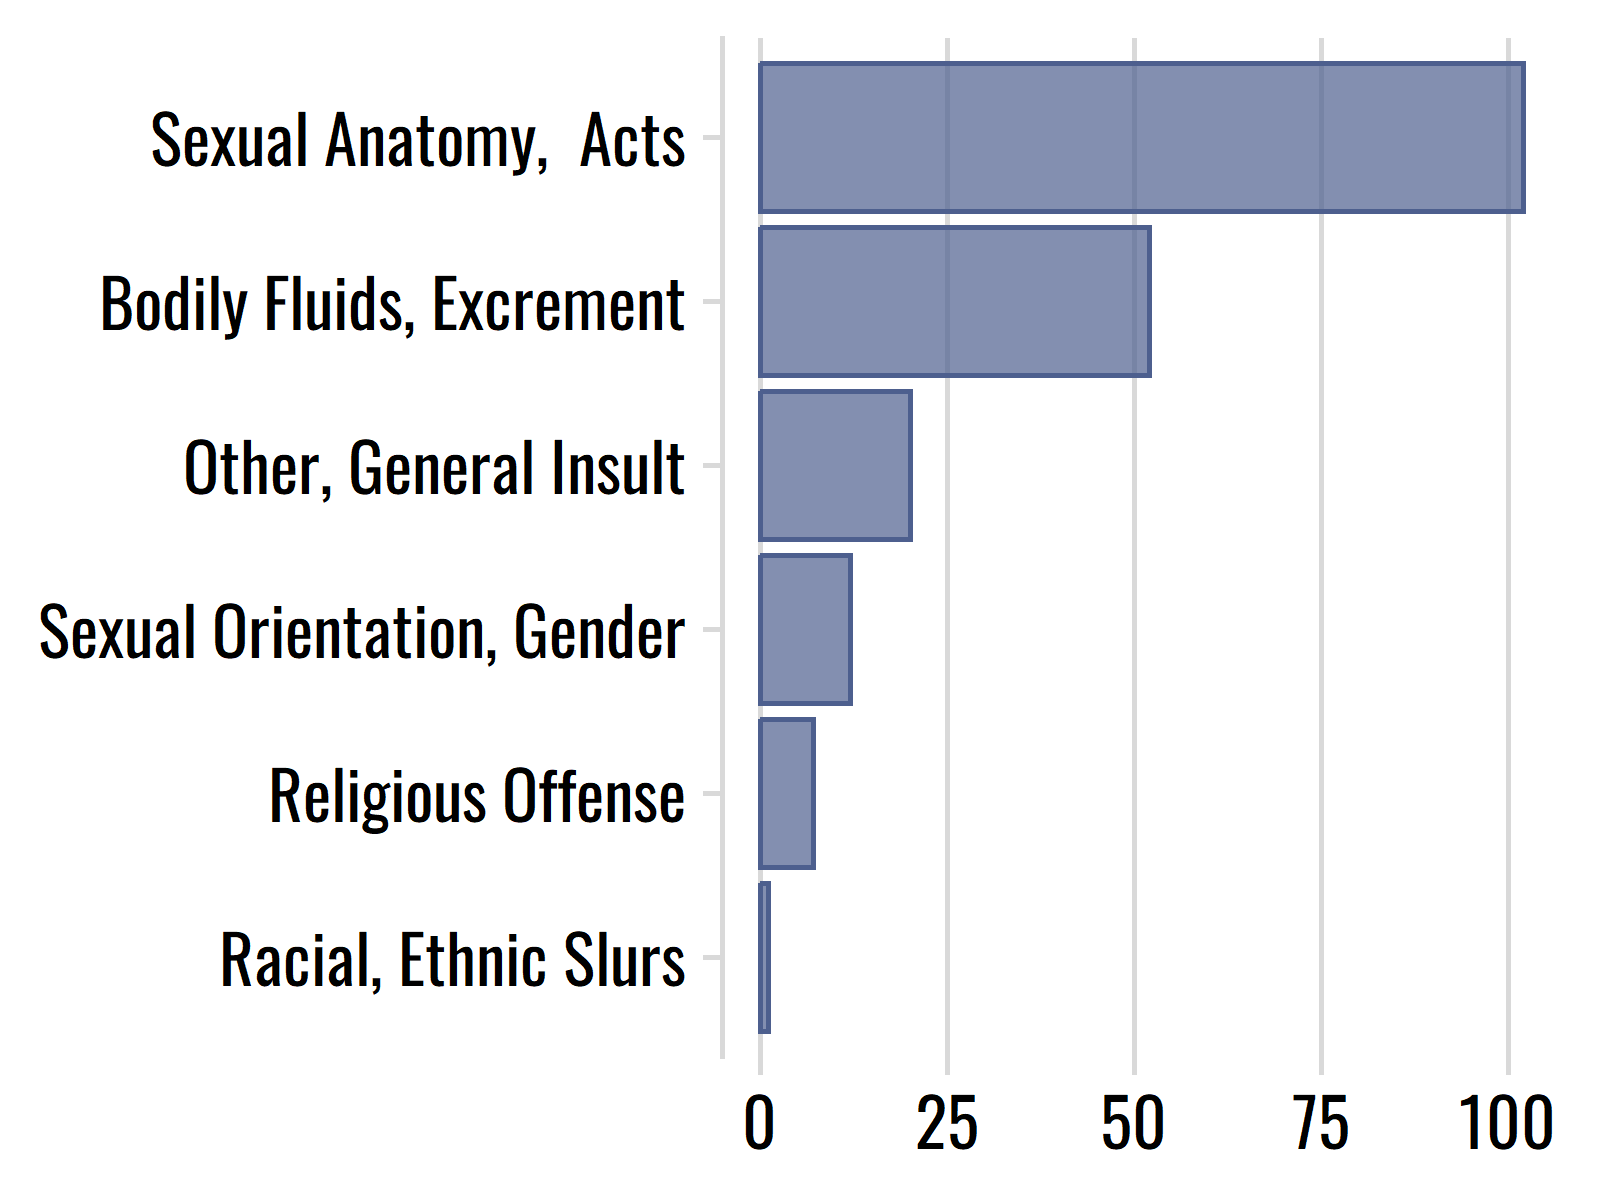 Sexual Anatomy,  Acts
Bodily Fluids, Excrement
Other, General Insult
Sexual Orientation, Gender
Religious Offense
Racial, Ethnic Slurs
0 25 50 75 100